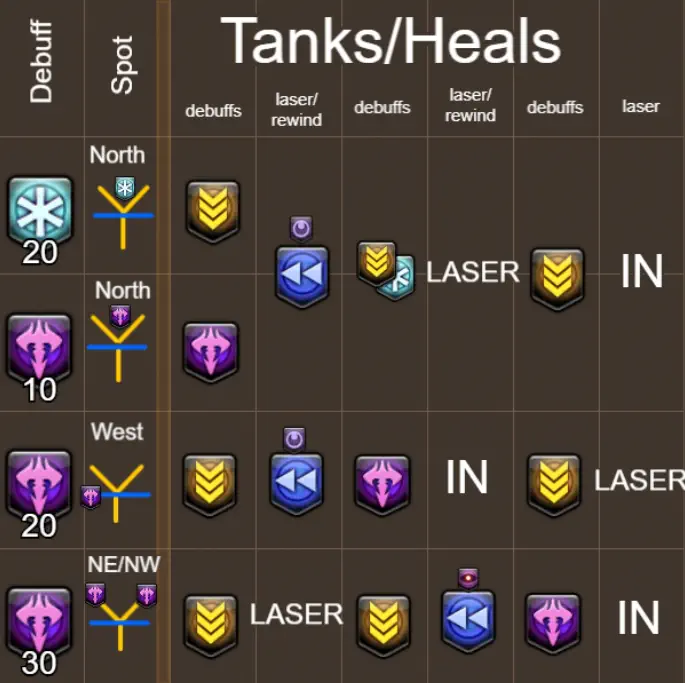 Debuff
Spot
Tanks/Heals
debuffs
laser/
rewind
debuffs
laser/
rewind
debuffs
laser
North
20
LASER
IN
North
10
West
20
IN
LASER
NE/NW
30
LASER
IN